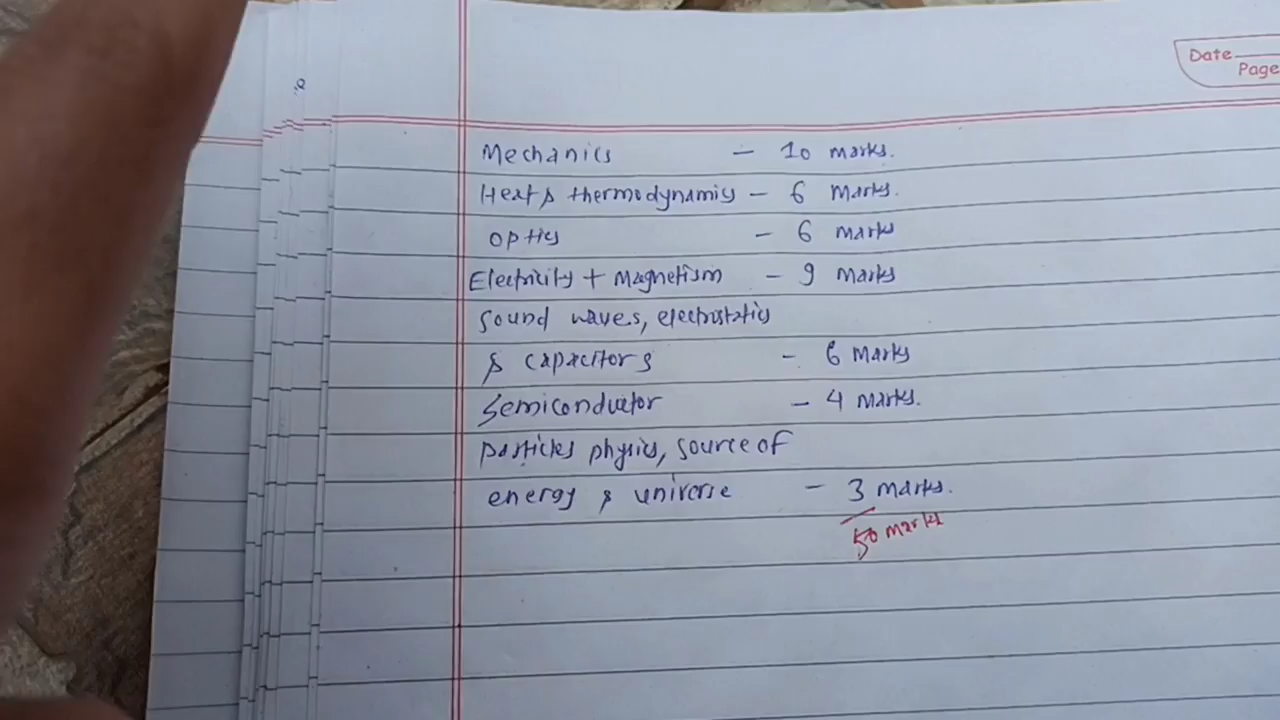 Date
Page
Mechanics - 10 marks.
Heat & thermodynamics - 6 Marks.
optics - 6 marks
Electricity + Magnetism - 9 marks
sound waves, electrostatics
& capacitors - 6 Marks
Semiconductor - 4 marks.
particles physics, source of
energy & universe - 3 marks.
50 marks